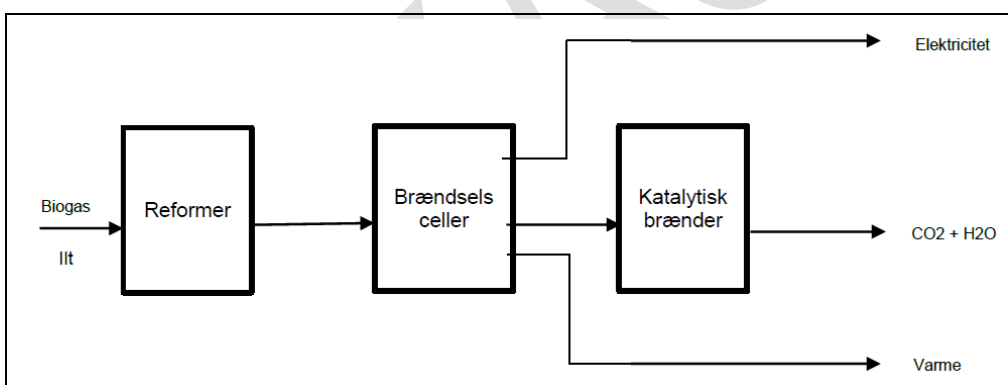 Elektricitet
Biogas
Ilt
Reformer
Brændsels
celler
Katalytisk
brænder
CO2 + H2O
Varme